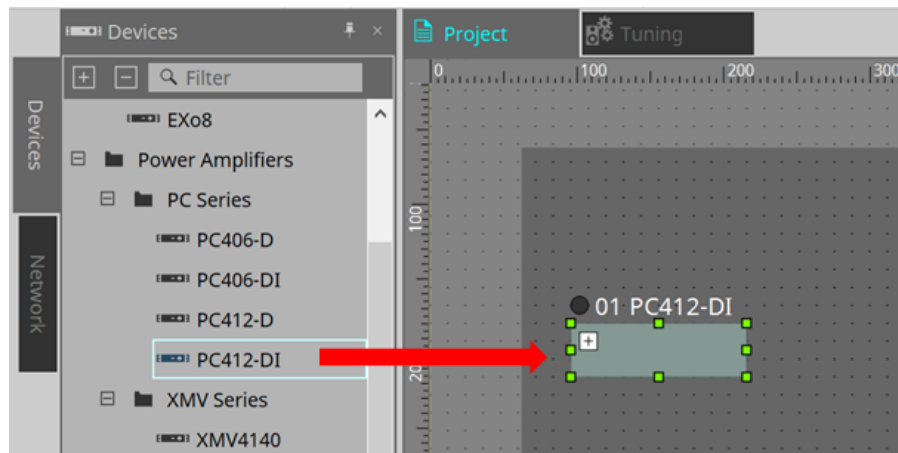 Devices
Filter
EXo8
Power Amplifiers
PC Series
PC406-D
PC406-DI
PC412-D
PC412-DI
XMV Series
XMV4140
Devices
Network
Project
Tuning
0 100 200 300
100
20
01 PC412-DI